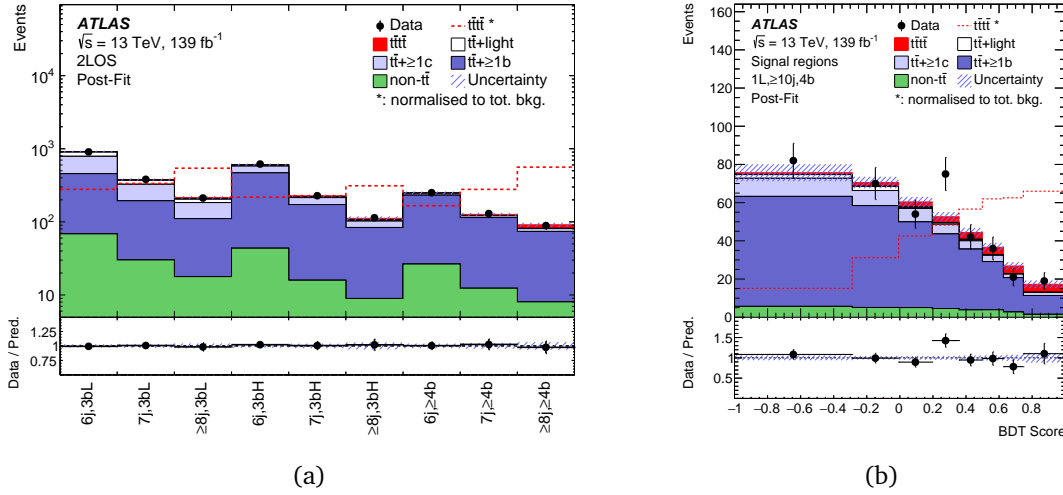 Events
ATLAS
√s = 13 TeV, 139 fb⁻¹
2LOS
Post-Fit
Data
tt̄tt̄ *
tt̄tt̄
tt̄+light
tt̄+≥1c
tt̄+≥1b
non-tt̄
Uncertainty
*: normalised to tot. bkg.
10⁴
10³
10²
10
Data / Pred.
1.25
1
0.75
6j,3bL
7j,3bL
≥8j,3bL
6j,3bH
7j,3bH
≥8j,3bH
6j,≥4b
7j,≥4b
≥8j,≥4b
(a)
Events
ATLAS
√s = 13 TeV, 139 fb⁻¹
Signal regions
1L,≥10j,4b
Post-Fit
Data
tt̄tt̄ *
tt̄tt̄
tt̄+light
tt̄+≥1c
tt̄+≥1b
non-tt̄
Uncertainty
*: normalised to tot. bkg.
160
140
120
100
80
60
40
20
0
Data / Pred.
1.5
1
0.5
−1 −0.8 −0.6 −0.4 −0.2 0 0.2 0.4 0.6 0.8 1
BDT Score
(b)